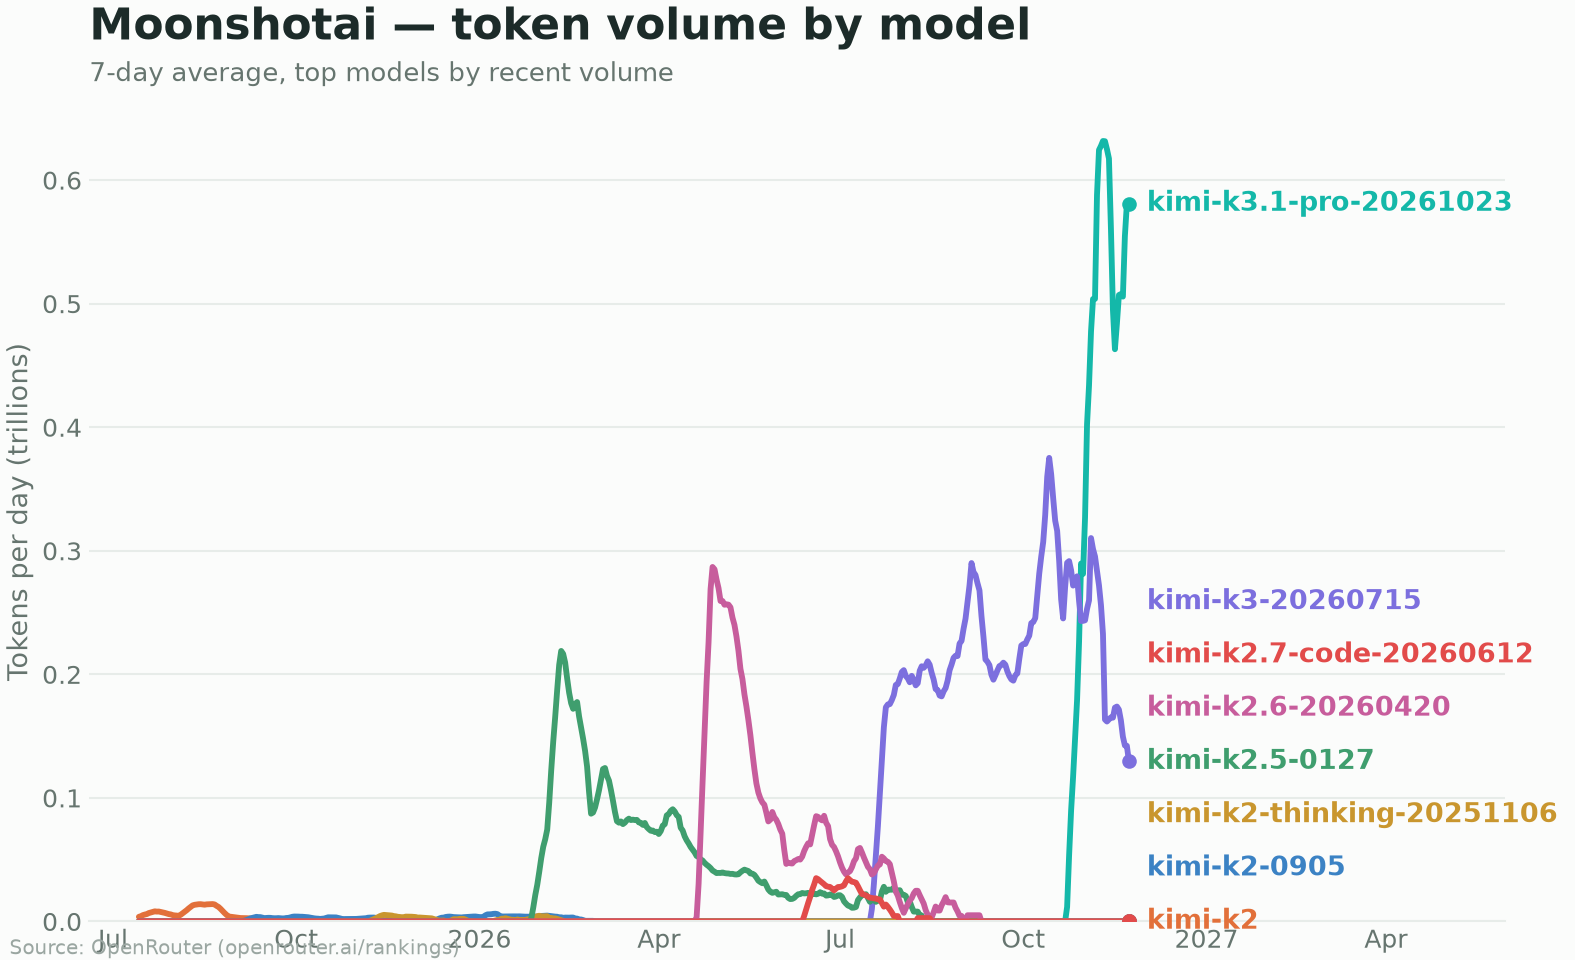 Moonshotai — token volume by model
7-day average, top models by recent volume
Tokens per day (trillions)
0.6
0.5
0.4
0.3
0.2
0.1
0.0
kimi-k3.1-pro-20261023
kimi-k3-20260715
kimi-k2.7-code-20260612
kimi-k2.6-20260420
kimi-k2.5-0127
kimi-k2-thinking-20251106
kimi-k2-0905
kimi-k2
Jul Oct 2026 Apr Jul Oct 2027 Apr
Source: OpenRouter (openrouter.ai/rankings)